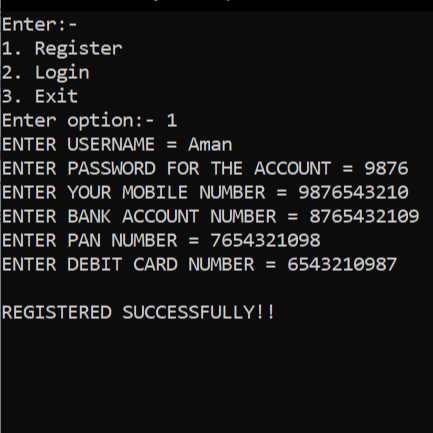 Enter:-
1. Register
2. Login
3. Exit
Enter option:- 1
ENTER USERNAME = Aman
ENTER PASSWORD FOR THE ACCOUNT = 9876
ENTER YOUR MOBILE NUMBER = 9876543210
ENTER BANK ACCOUNT NUMBER = 8765432109
ENTER PAN NUMBER = 7654321098
ENTER DEBIT CARD NUMBER = 6543210987
REGISTERED SUCCESSFULLY!!